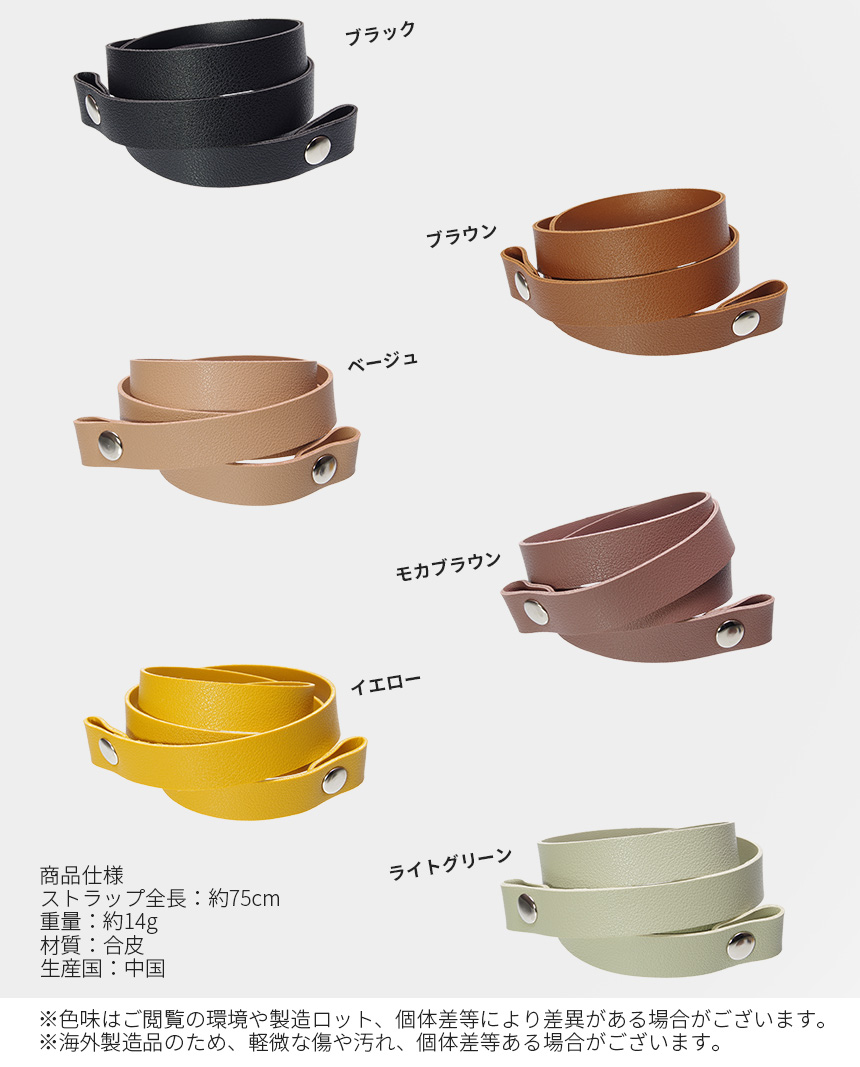 ブラック
ブラウン
ベージュ
モカブラウン
イエロー
ライトグリーン
商品仕様
ストラップ全長：約75cm
重量：約14g
材質：合皮
生産国：中国
※色味はご閲覧の環境や製造ロット、個体差等により差異がある場合がございます。
※海外製造品のため、軽微な傷や汚れ、個体差等ある場合がございます。